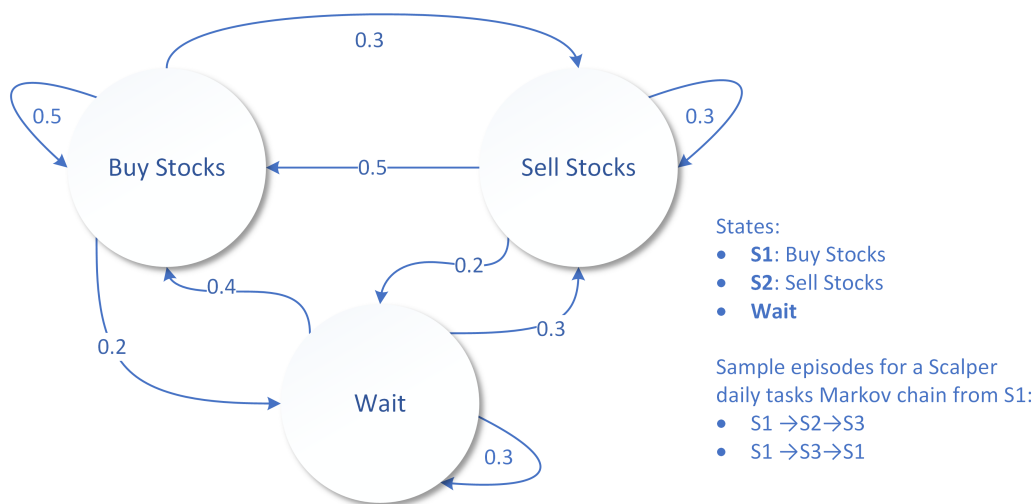 0.3
0.5
0.3
Buy Stocks
0.5
Sell Stocks
0.2
0.4
0.3
0.2
Wait
0.3
States:
• S1: Buy Stocks
• S2: Sell Stocks
• Wait
Sample episodes for a Scalper
daily tasks Markov chain from S1:
• S1 →S2→S3
• S1 →S3→S1